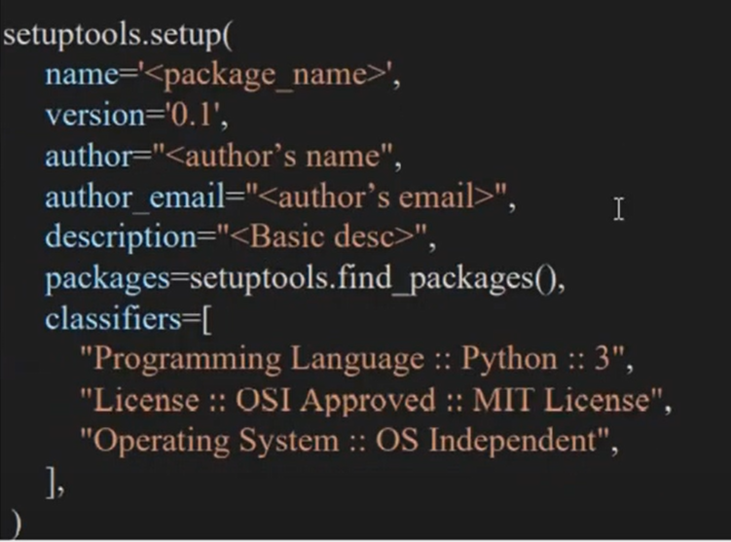 setuptools.setup(
name='<package_name>',
version='0.1',
author="<author’s name",
author_email="<author’s email>",
description="<Basic desc>",
packages=setuptools.find_packages(),
classifiers=[
"Programming Language :: Python :: 3",
"License :: OSI Approved :: MIT License",
"Operating System :: OS Independent",
],
)